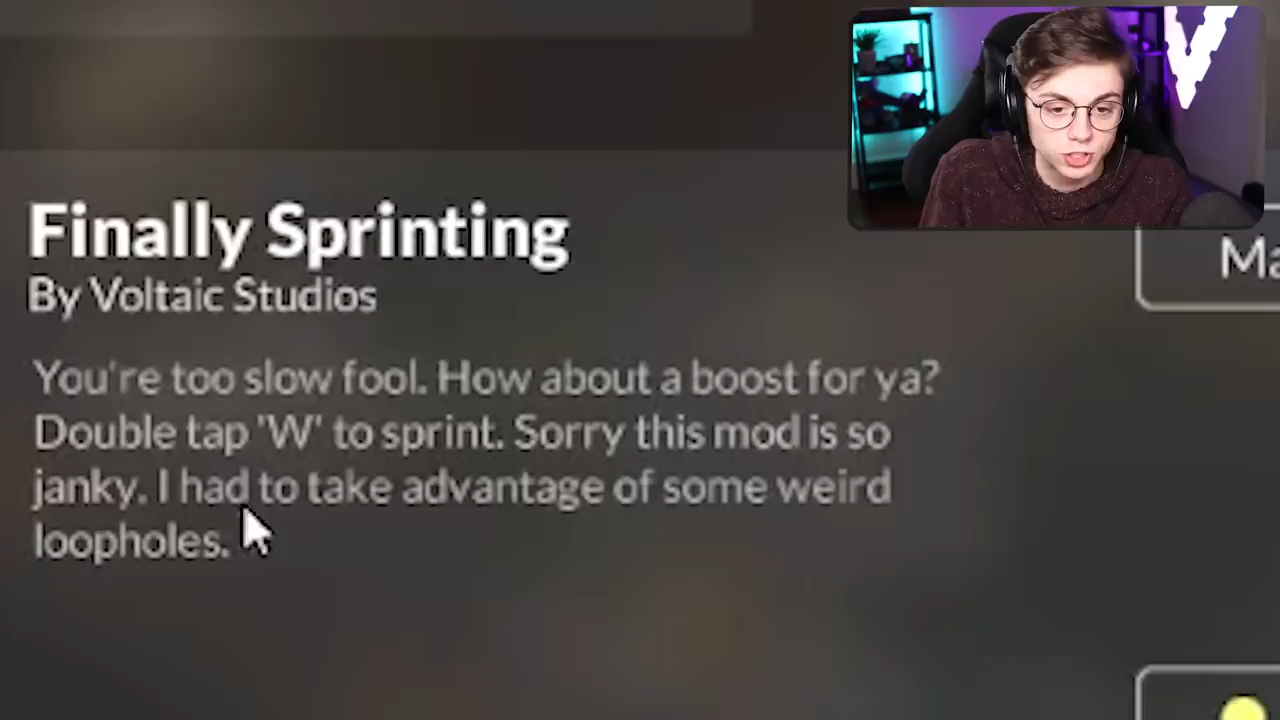 Finally Sprinting
By Voltaic Studios
Ma
You're too slow fool. How about a boost for ya?
Double tap 'W' to sprint. Sorry this mod is so
janky. I had to take advantage of some weird
loopholes.